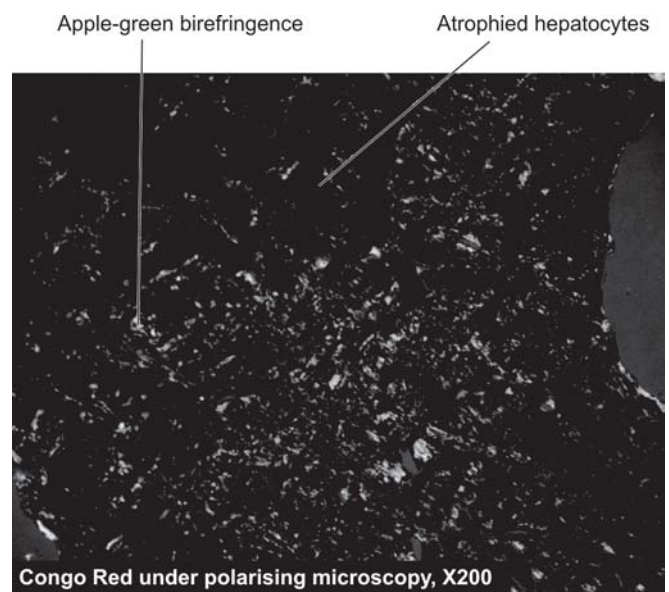 Apple-green birefringence
Atrophied hepatocytes
Congo Red under polarising microscopy, X200